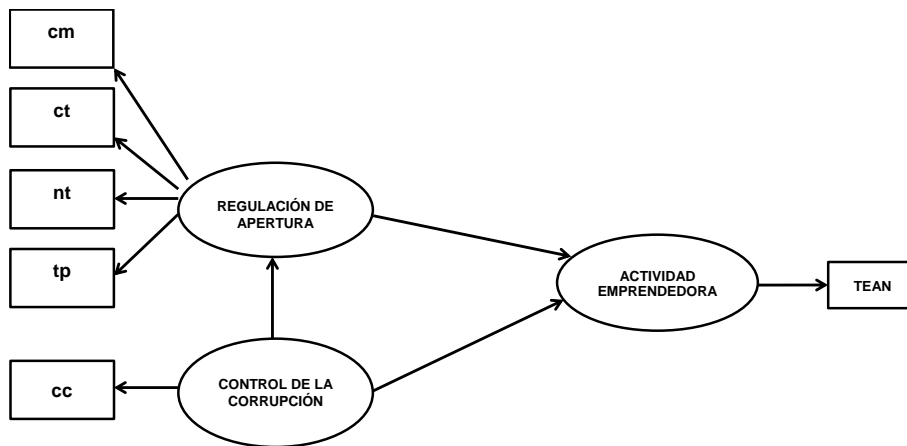 cm
ct
nt
tp
REGULACIÓN DE
APERTURA
ACTIVIDAD
EMPRENDEDORA
TEAN
cc
CONTROL DE LA
CORRUPCIÓN